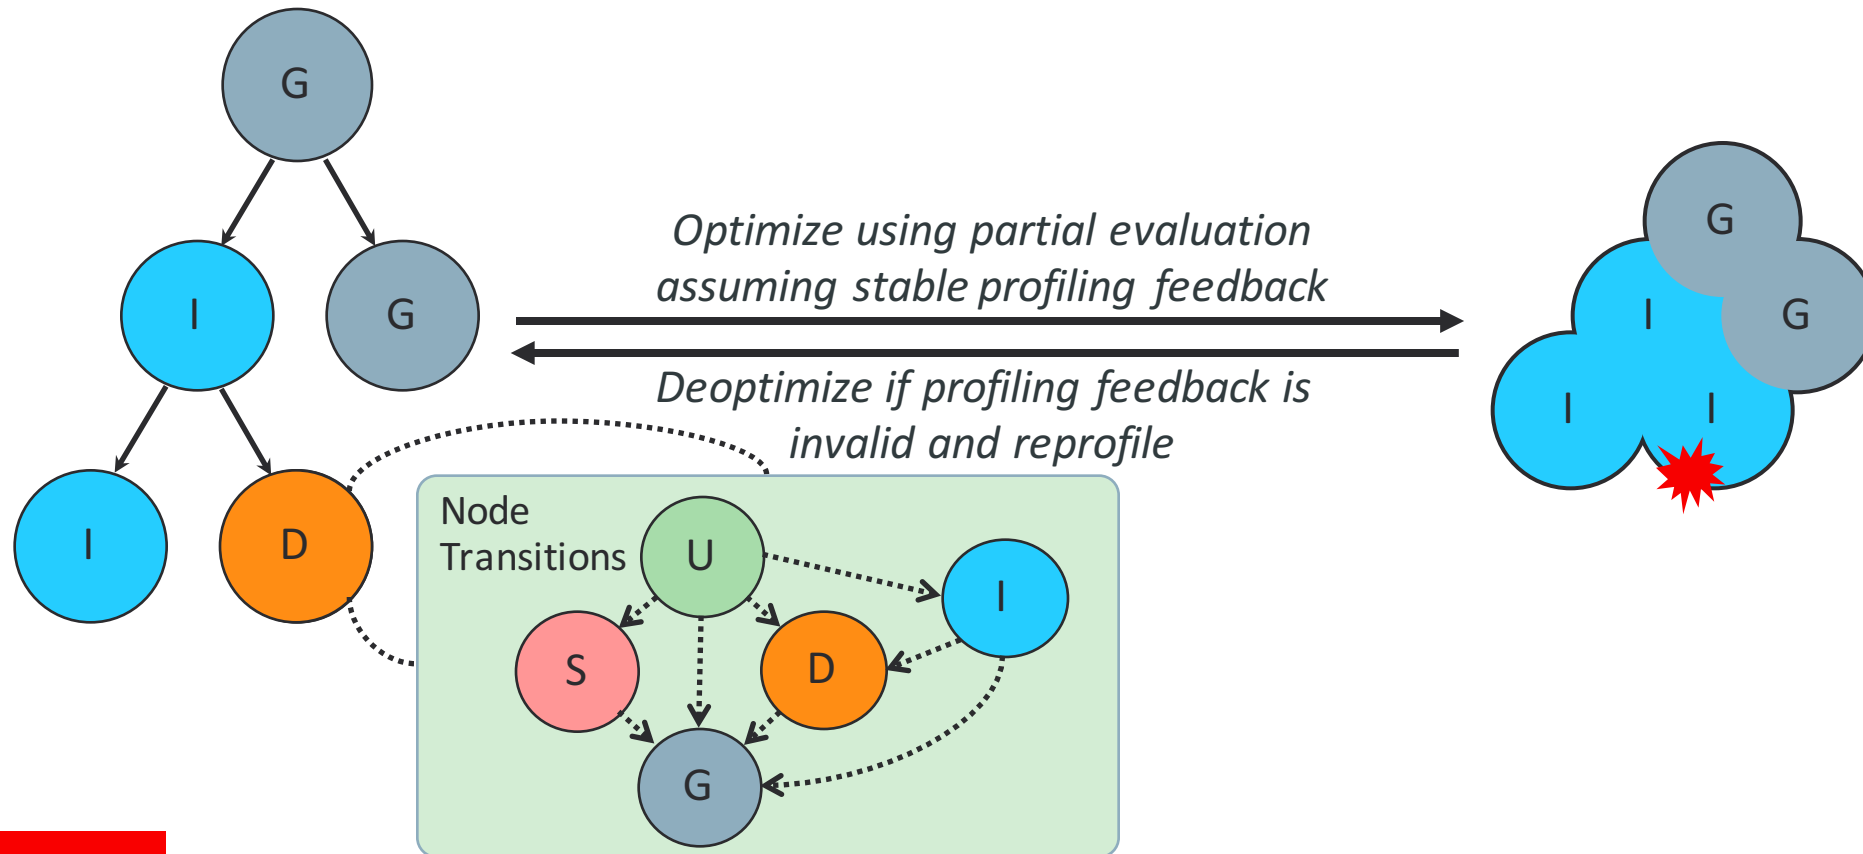 G
I
G
I
D
Optimize using partial evaluation
assuming stable profiling feedback
Deoptimize if profiling feedback is
invalid and reprofile
Node
Transitions
U
I
S
D
G
G
I
G
I
I